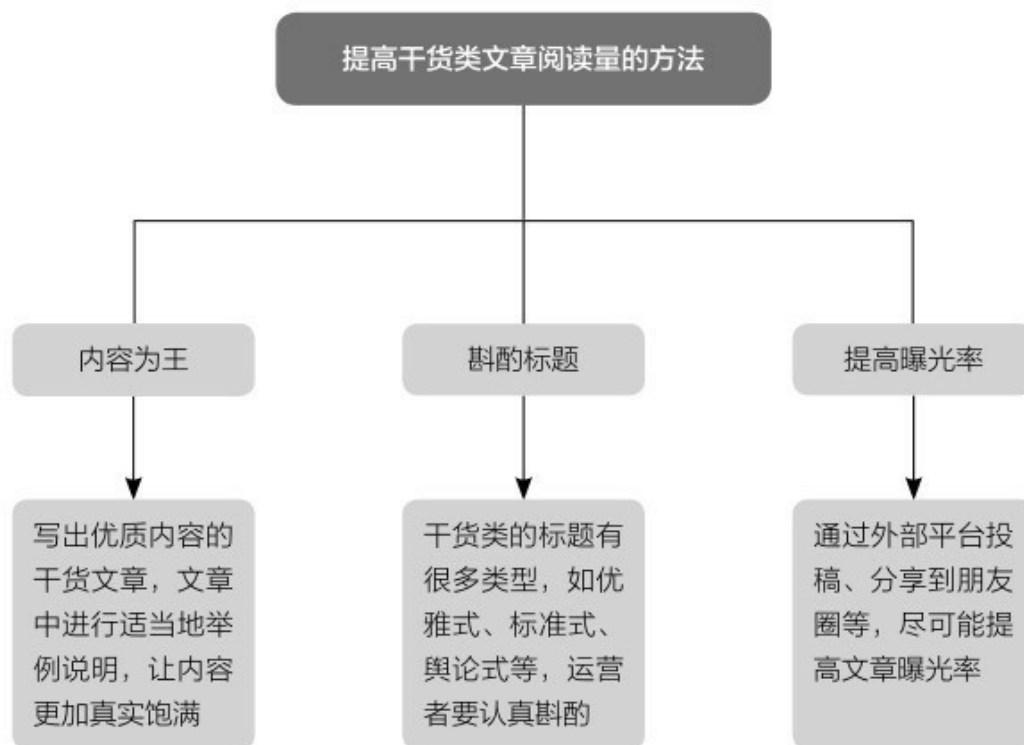 提高干货类文章阅读量的方法
内容为王
斟酌标题
提高曝光率
写出优质内容的
干货文章，文章
中进行适当地举
例说明，让内容
更加真实饱满
干货类的标题有
很多类型，如优
雅式、标准式、
舆论式等，运营
者要认真斟酌
通过外部平台投
稿、分享到朋友
圈等，尽可能提
高文章曝光率